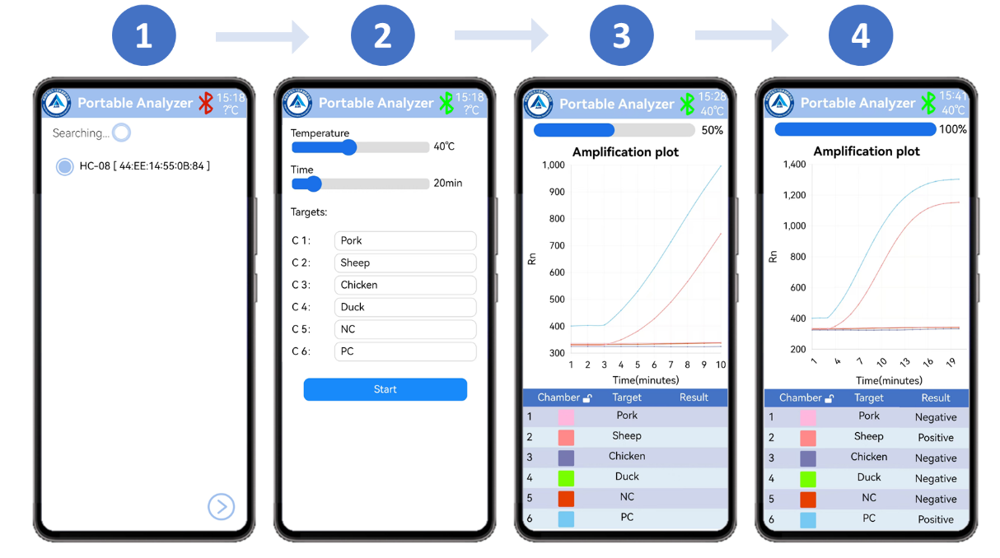 1
2
3
4
Portable Analyzer 15:18
?℃
Searching...
HC-08 [ 44:EE:14:55:0B:84 ]
Portable Analyzer 15:18
?℃
Temperature
40℃
Time
20min
Targets:
C 1: Pork
C 2: Sheep
C 3: Chicken
C 4: Duck
C 5: NC
C 6: PC
Start
Portable Analyzer 15:28
40℃
50%
Amplification plot
1,000
900
800
700
600
500
400
300
Rn
1 2 3 4 5 6 7 8 9 10
Time(minutes)
Chamber Target Result
1 Pork
2 Sheep
3 Chicken
4 Duck
5 NC
6 PC
Portable Analyzer 15:41
40℃
100%
Amplification plot
1,400
1,200
1,000
800
600
400
200
Rn
1 4 7 10 13 16 19
Time(minutes)
Chamber Target Result
1 Pork Negative
2 Sheep Positive
3 Chicken Negative
4 Duck Negative
5 NC Negative
6 PC Positive